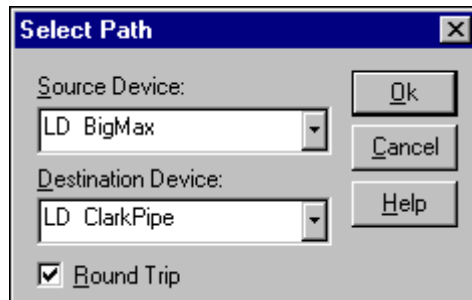 Select Path
Source Device:
LD BigMax
Destination Device:
LD ClarkPipe
Round Trip
Ok
Cancel
Help